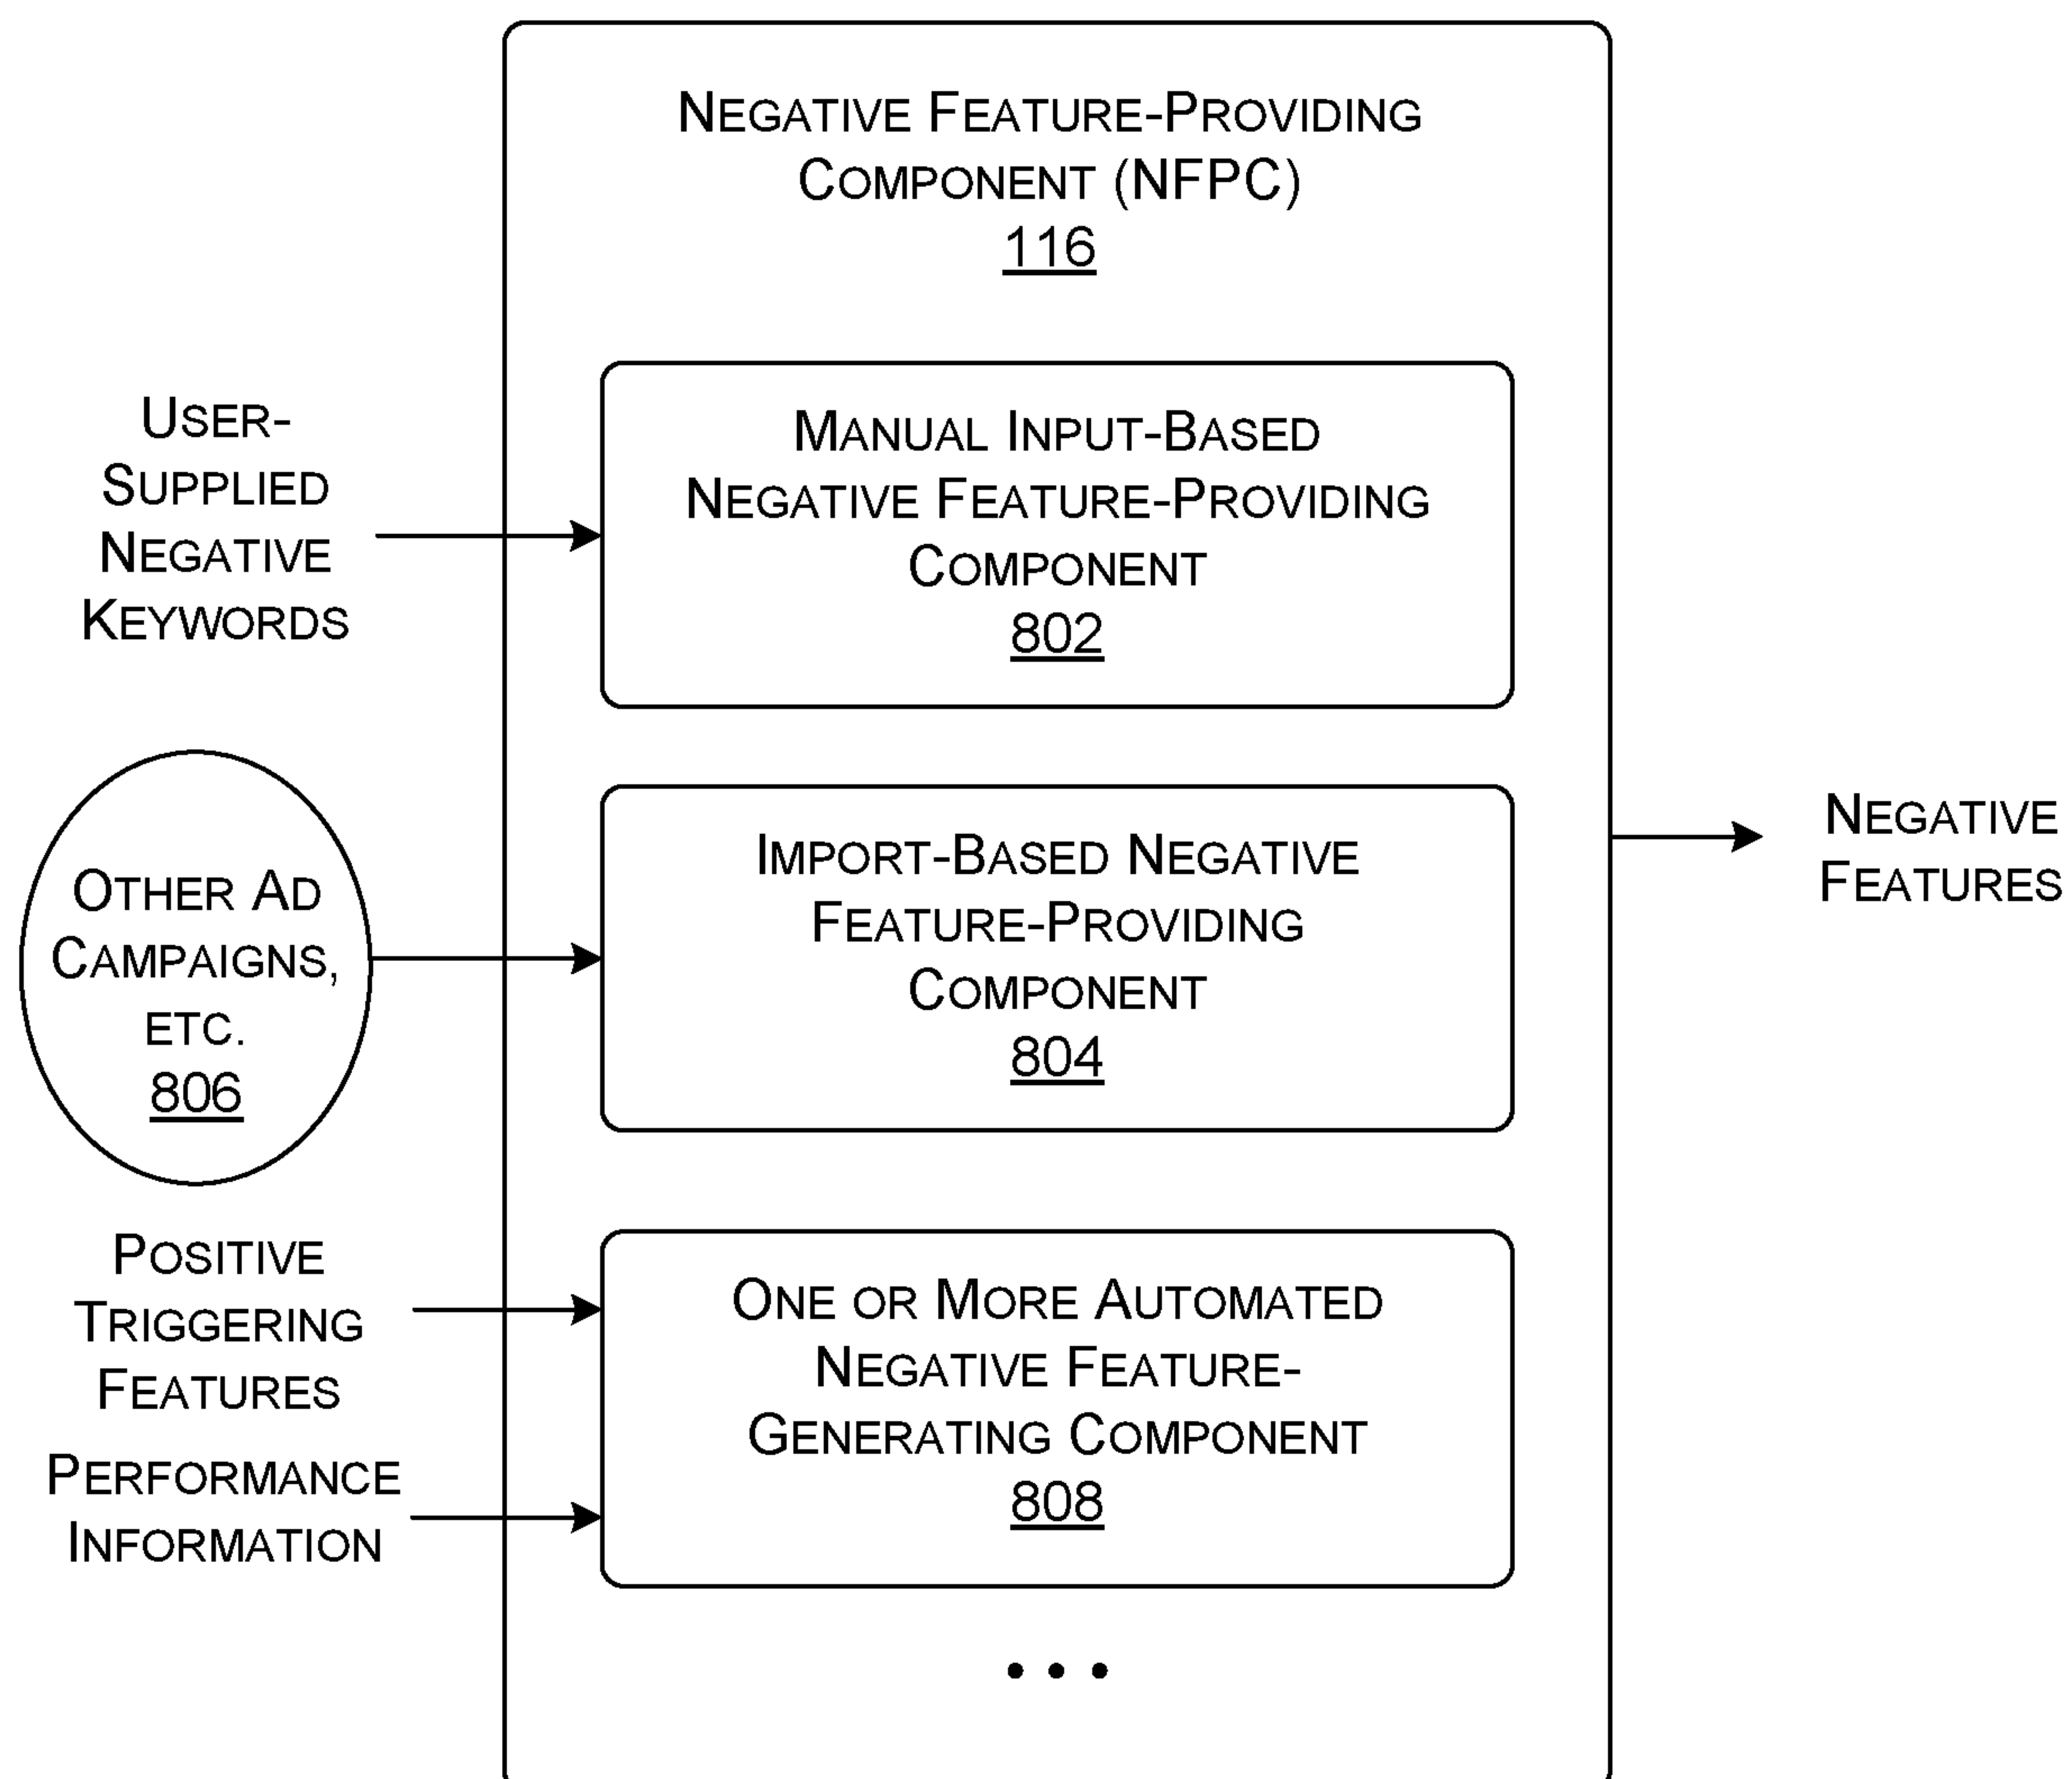 NEGATIVE FEATURE-PROVIDING
COMPONENT (NFPC)
116
USER-
SUPPLIED
NEGATIVE
KEYWORDS
MANUAL INPUT-BASED
NEGATIVE FEATURE-PROVIDING
COMPONENT
802
OTHER AD
CAMPAIGNS,
ETC.
806
IMPORT-BASED NEGATIVE
FEATURE-PROVIDING
COMPONENT
804
NEGATIVE
FEATURES
POSITIVE
TRIGGERING
FEATURES
PERFORMANCE
INFORMATION
ONE OR MORE AUTOMATED
NEGATIVE FEATURE-
GENERATING COMPONENT
808
• • •